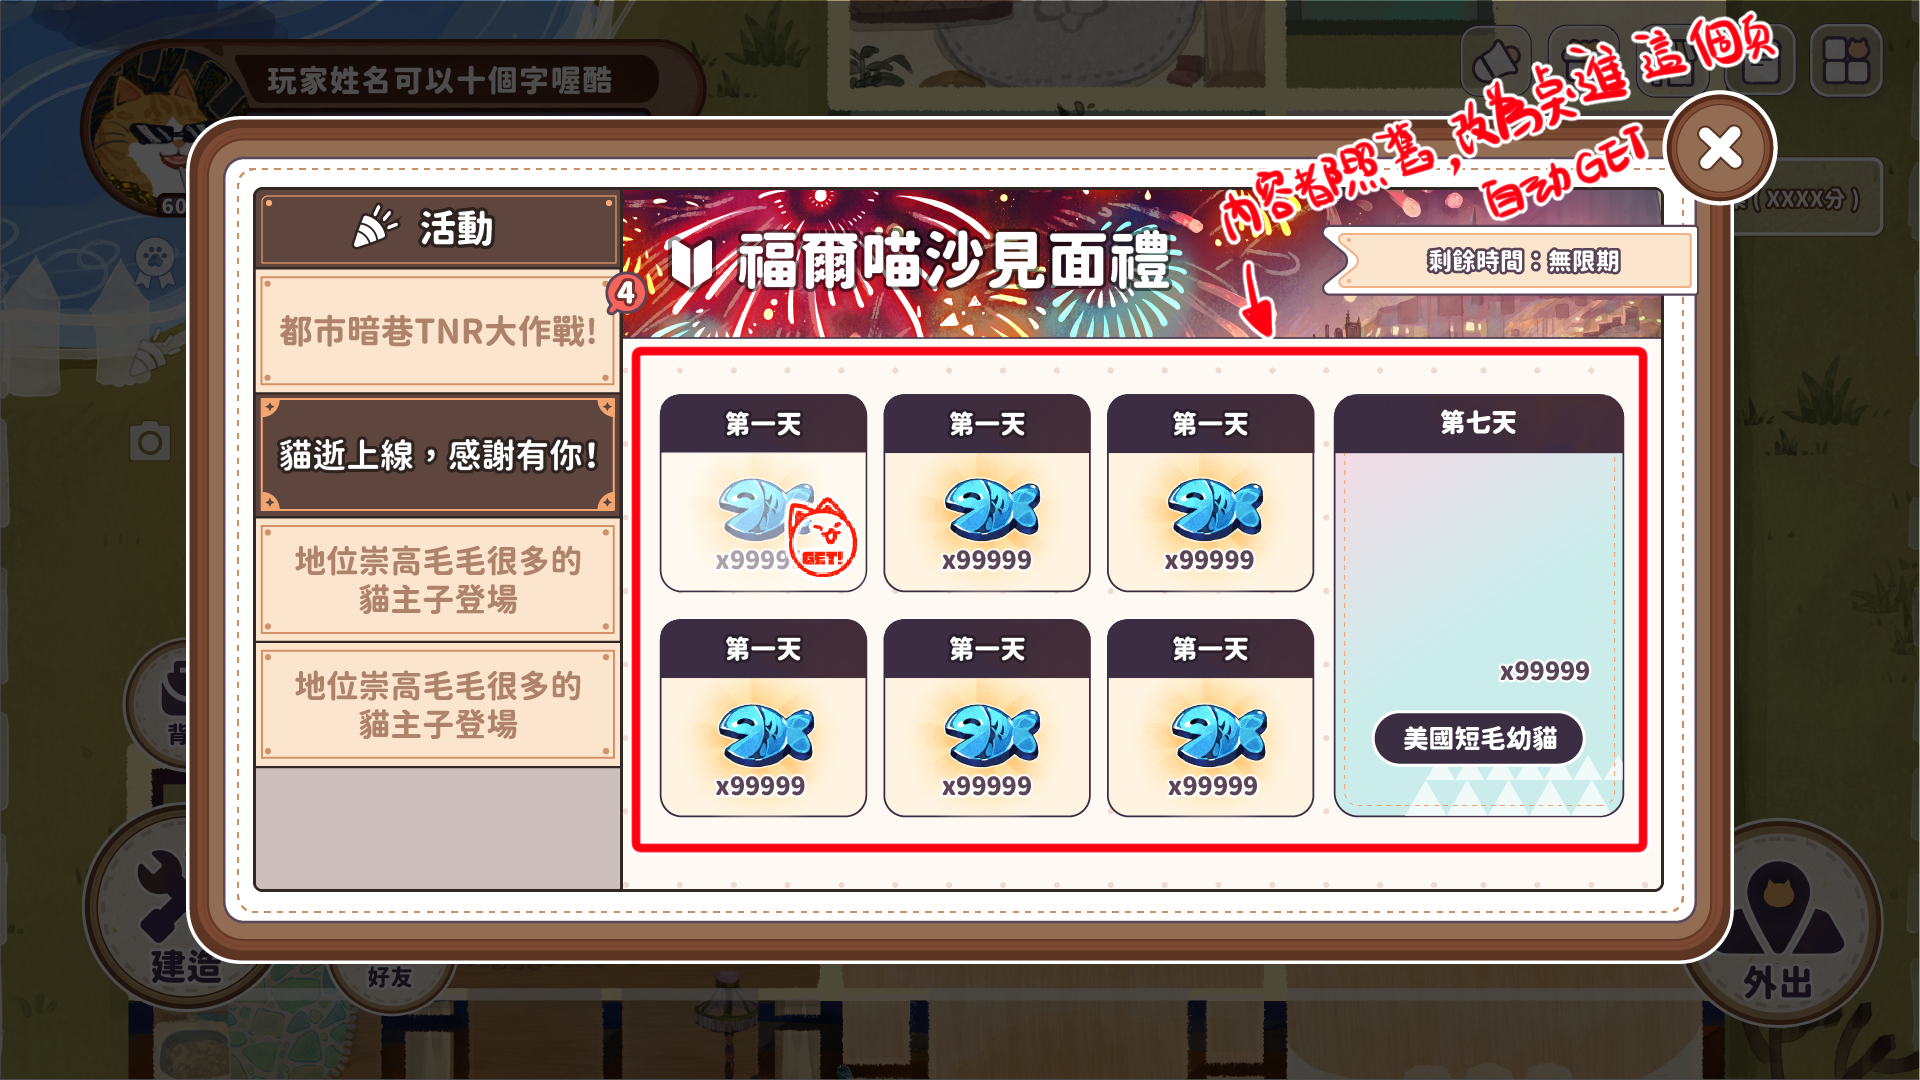 玩家姓名可以十個字喔酷
60
內容都照舊,改為點進這個頁
自动GET
(XXXX分)
活動
福爾喵沙見面禮
剩餘時間：無限期
4
都市暗巷TNR大作戰!
貓逝上線，感謝有你!
地位崇高毛毛很多的
貓主子登場
地位崇高毛毛很多的
貓主子登場
第一天
x9999
GET!
第一天
x99999
第一天
x99999
第七天
x99999
美國短毛幼貓
第一天
x99999
第一天
x99999
第一天
x99999
背
建造
好友
外出